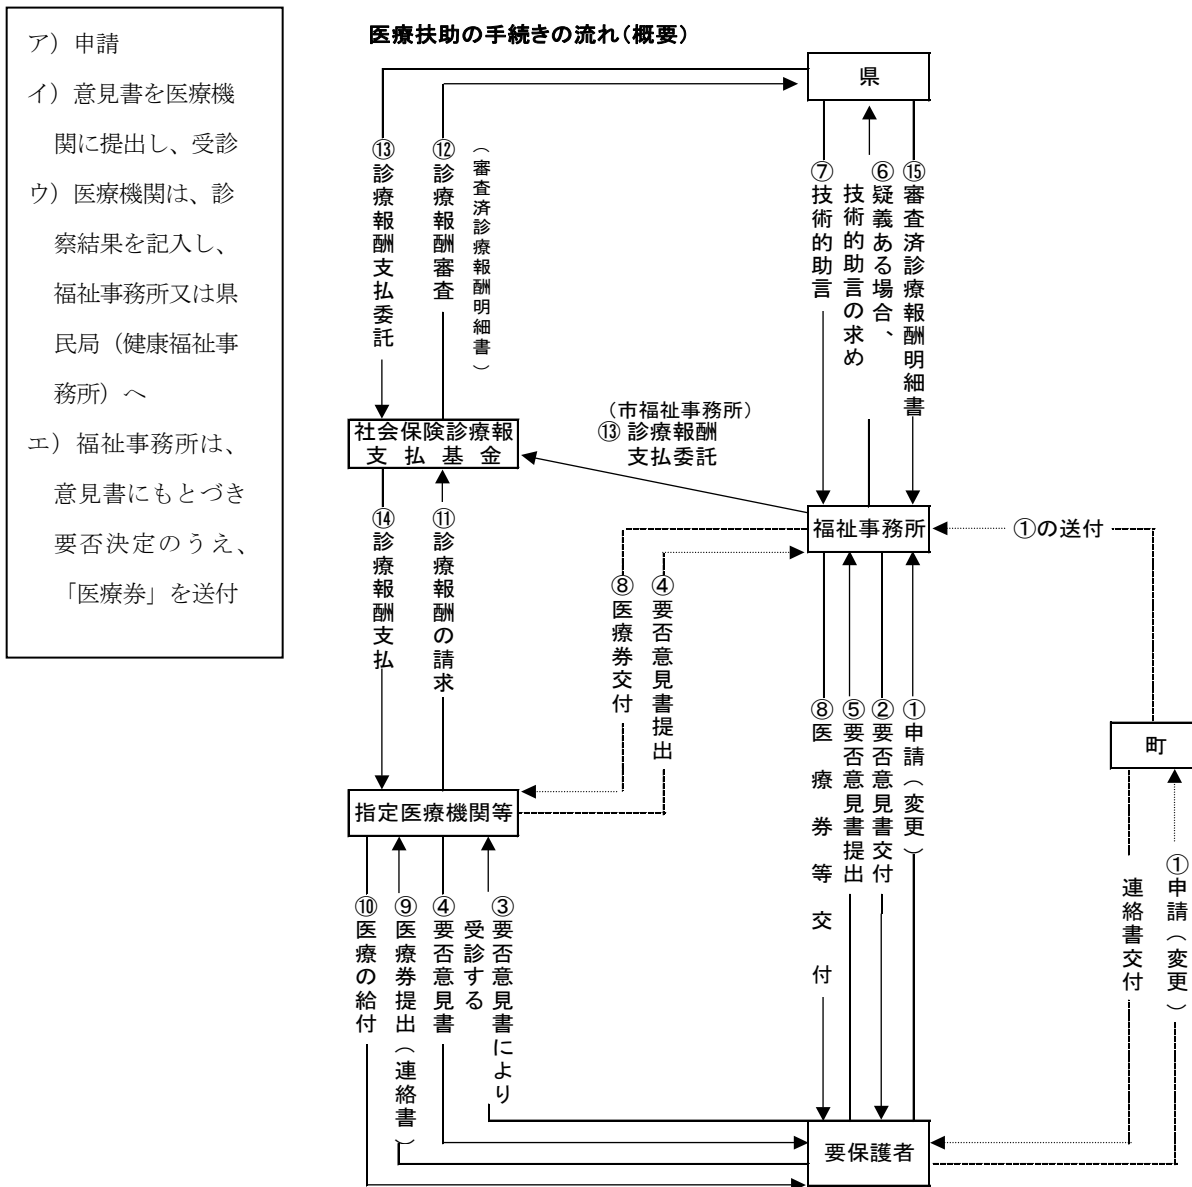 ア）申請
イ）意見書を医療機
関に提出し、受診
ウ）医療機関は、診
察結果を記入し、
福祉事務所又は県
民局（健康福祉事
務所）へ
エ）福祉事務所は、
意見書にもとづき
要否決定のうえ、
「医療券」を送付
医療扶助の手続きの流れ（概要）
県
⑬診療報酬支払委託
⑫診療報酬審査
（審査済診療報酬明細書）
⑦技術的助言
⑥疑義ある場合、
技術的助言の求め
⑮審査済診療報酬明細書
社会保険診療報
支払基金
（市福祉事務所）
⑬診療報酬
支払委託
福祉事務所
①の送付
⑭診療報酬支払
⑪診療報酬の請求
⑧医療券交付
④要否意見書提出
⑧医療券等交付
⑤要否意見書提出
②要否意見書交付
①申請（変更）
町
指定医療機関等
⑩医療の給付
⑨医療券提出（連絡書）
④要否意見書
③要否意見書により
受診する
連絡書交付
①申請（変更）
要保護者